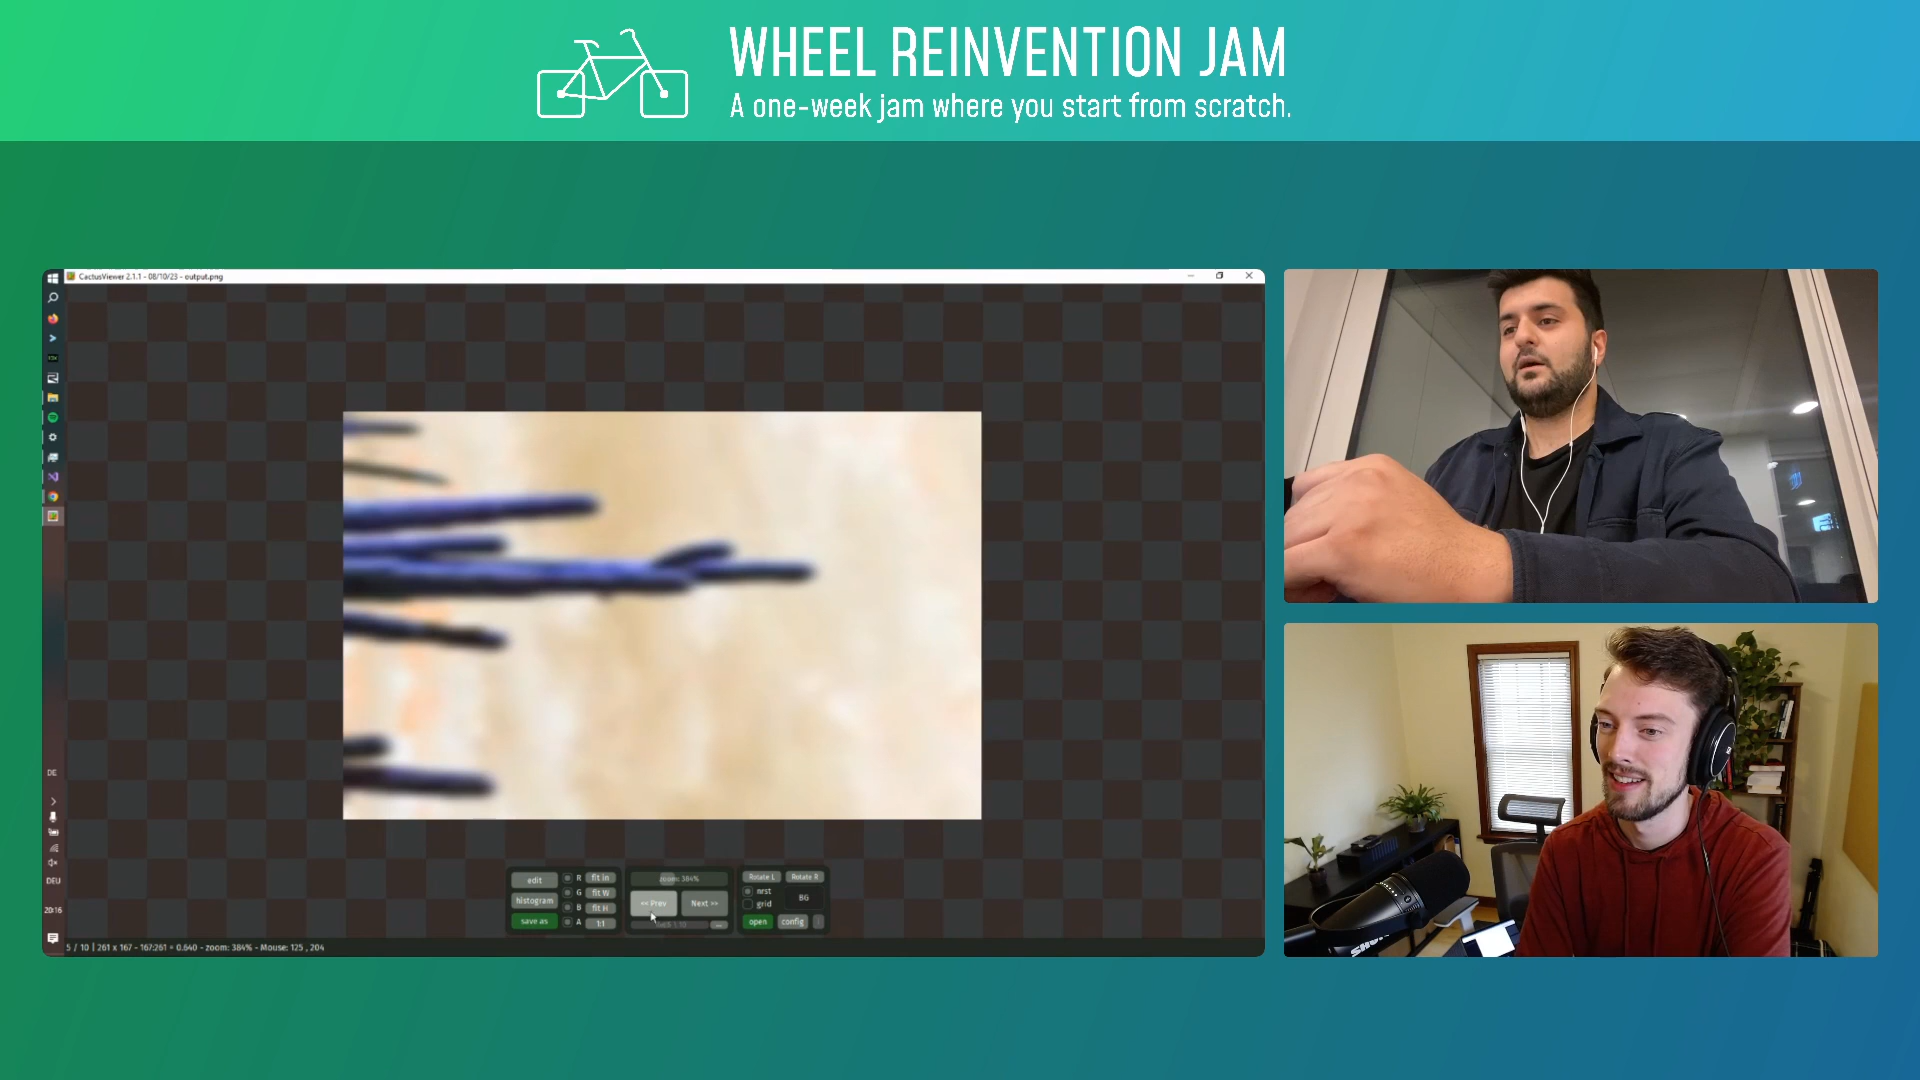 WHEEL REINVENTION JAM
A one-week jam where you start from scratch.
CactusViewer 2.1.1 - 08/10/23 - output.png
DE
DEU
20:16
edit
R
fit in
histogram
G
fit W
B
fit H
save as
A
1:1
zoom: 384%
<< Prev
Next >>
...
Rotate L
Rotate R
nrst
grid
BG
open
config
5 / 10 | 261 x 167 - 167:261 = 0.640 - zoom: 384% - Mouse: 125 , 204